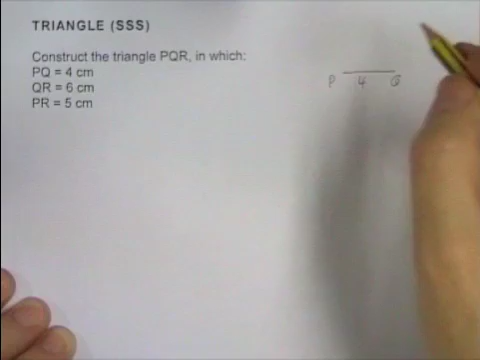 TRIANGLE (SSS)
Construct the triangle PQR, in which:
PQ = 4 cm
QR = 6 cm
PR = 5 cm
P 4 Q